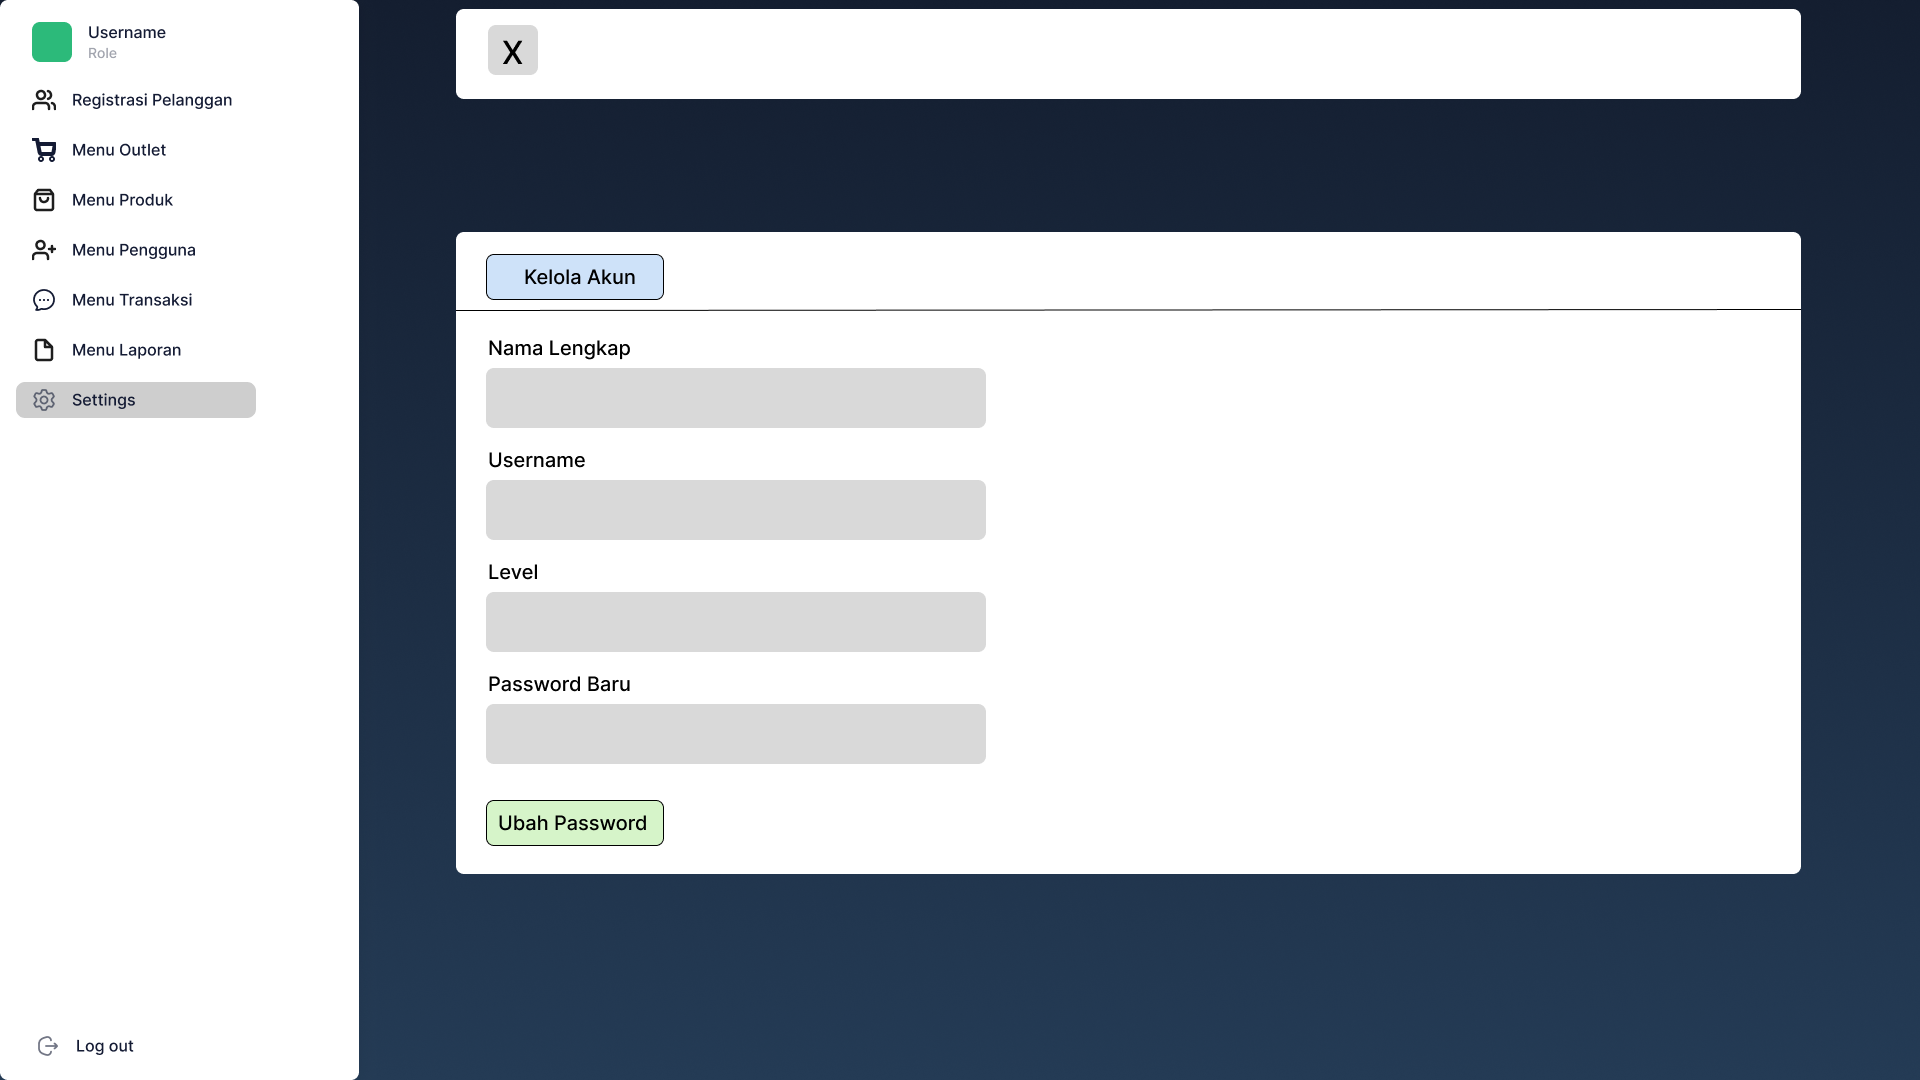 Username
Role
Registrasi Pelanggan
Menu Outlet
Menu Produk
Menu Pengguna
Menu Transaksi
Menu Laporan
Settings
Log out
X
Kelola Akun
Nama Lengkap
Username
Level
Password Baru
Ubah Password